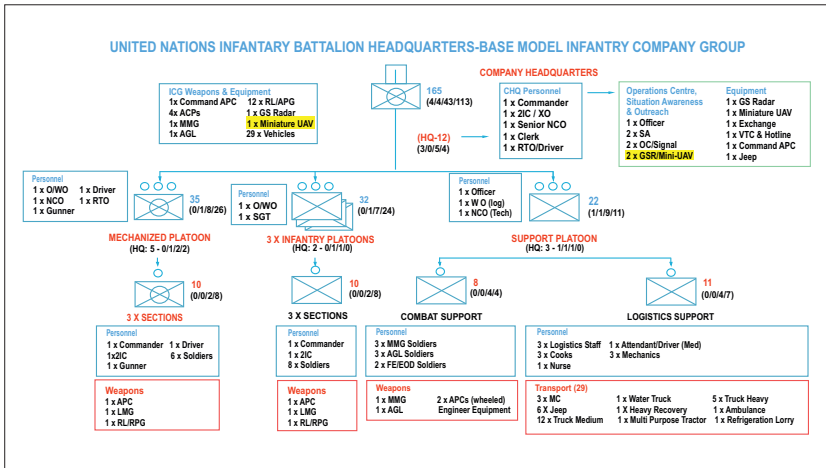 UNITED NATIONS INFANTARY BATTALION HEADQUARTERS-BASE MODEL INFANTRY COMPANY GROUP
ICG Weapons & Equipment
1x Command APC 12 x RL/APG
4x ACPs 1 x GS Radar
1x MMG 1 x Miniature UAV
1x AGL 29x Vehicles
165
(4/4/43/113)
COMPANY HEADQUARTERS
(HQ-12)
(3/0/5/4)
CHQ Personnel
1 x Commander
1 x 2IC / XO
1 x Senior NCO
1 x Clerk
1 x RTO/Driver
Operations Centre,
Situation Awareness
& Outreach
1 x Officer
2 x SA
2 x OC/Signal
2 x GSR/Mini-UAV
Equipment
1 x GS Radar
1 x Miniature UAV
1 x Exchange
1 x VTC & Hotline
1 x Command APC
1 x Jeep
Personnel
1 x O/WO 1 x Driver
1 x NCO 1 x RTO
1 x Gunner
35
(0/1/8/26)
MECHANIZED PLATOON
(HQ: 5 - 0/1/2/2)
Personnel
1 x O/WO
1 x SGT
32
(0/1/7/24)
3 X INFANTRY PLATOONS
(HQ: 2 - 0/1/1/0)
Personnel
1 x Officer
1 x W O (log)
1 x NCO (Tech)
22
(1/1/9/11)
SUPPORT PLATOON
(HQ: 3 - 1/1/1/0)
10
(0/0/2/8)
3 X SECTIONS
10
(0/0/2/8)
3 X SECTIONS
8
(0/0/4/4)
COMBAT SUPPORT
11
(0/0/4/7)
LOGISTICS SUPPORT
Personnel
1 x Commander 1 x Driver
1x2IC 6 x Soldiers
1 x Gunner
Personnel
1 x Commander
1 x 2IC
8 x Soldiers
Personnel
3 x MMG Soldiers
3 x AGL Soldiers
2 x FE/EOD Soldiers
Personnel
3 x Logistics Staff 1 x Attendant/Driver (Med)
3 x Cooks 3 x Mechanics
1 x Nurse
Weapons
1 x APC
1 x LMG
1 x RL/RPG
Weapons
1 x APC
1 x LMG
1 x RL/RPG
Weapons
1 x MMG 2 x APCs (wheeled)
1 x AGL Engineer Equipment
Transport (29)
3 x MC 1 x Water Truck 5 x Truck Heavy
6 X Jeep 1 X Heavy Recovery 1 x Ambulance
12 x Truck Medium 1 x Multi Purpose Tractor 1 x Refrigeration Lorry